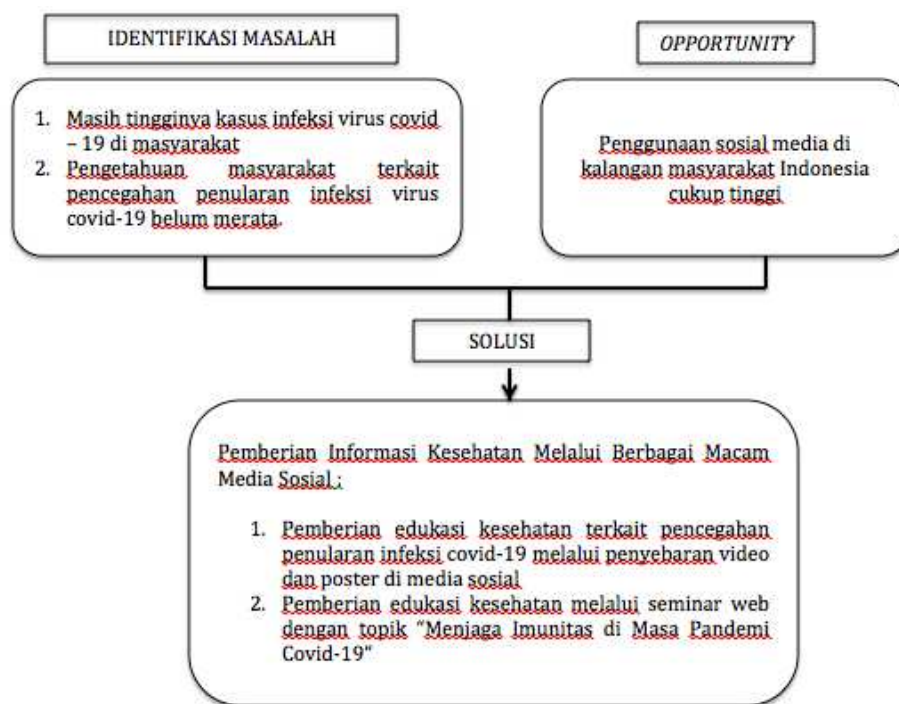 IDENTIFIKASI MASALAH
1. Masih tingginya kasus infeksi virus covid
– 19 di masyarakat
2. Pengetahuan masyarakat terkait
pencegahan penularan infeksi virus
covid-19 belum merata.
OPPORTUNITY
Penggunaan sosial media di
kalangan masyarakat Indonesia
cukup tinggi
SOLUSI
Pemberian Informasi Kesehatan Melalui Berbagai Macam
Media Sosial :
1. Pemberian edukasi kesehatan terkait pencegahan
penularan infeksi covid-19 melalui penyebaran video
dan poster di media sosial
2. Pemberian edukasi kesehatan melalui seminar web
dengan topik "Menjaga Imunitas di Masa Pandemi
Covid-19"